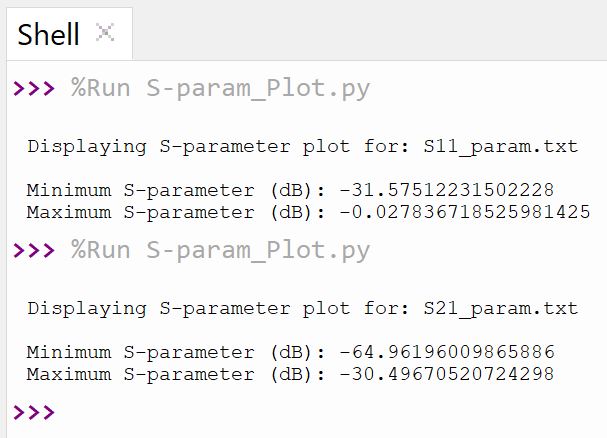 Shell
>>> %Run S-param_Plot.py
Displaying S-parameter plot for: S11_param.txt
Minimum S-parameter (dB): -31.57512231502228
Maximum S-parameter (dB): -0.027836718525981425
>>> %Run S-param_Plot.py
Displaying S-parameter plot for: S21_param.txt
Minimum S-parameter (dB): -64.96196009865886
Maximum S-parameter (dB): -30.49670520724298
>>>